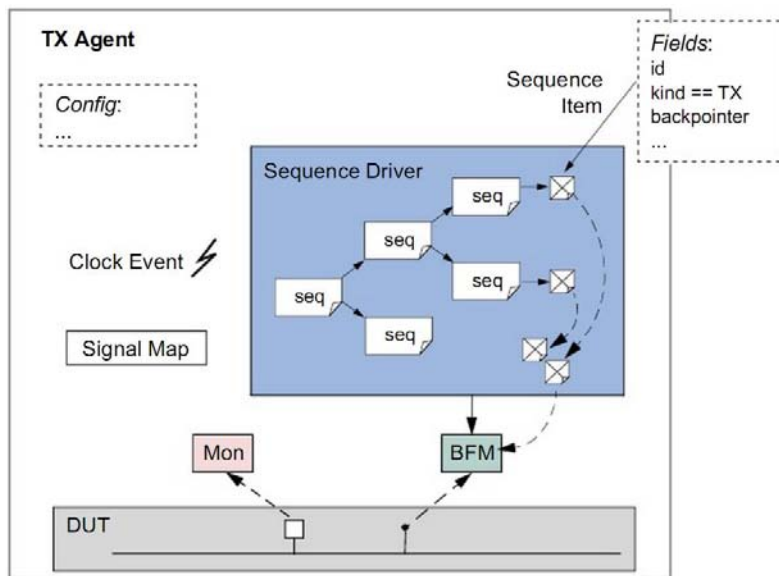 TX Agent
Fields:
id
kind == TX
backpointer
...
Sequence
Item
Config:
...
Sequence Driver
seq
seq
seq
seq
seq
Clock Event
Signal Map
Mon
BFM
DUT